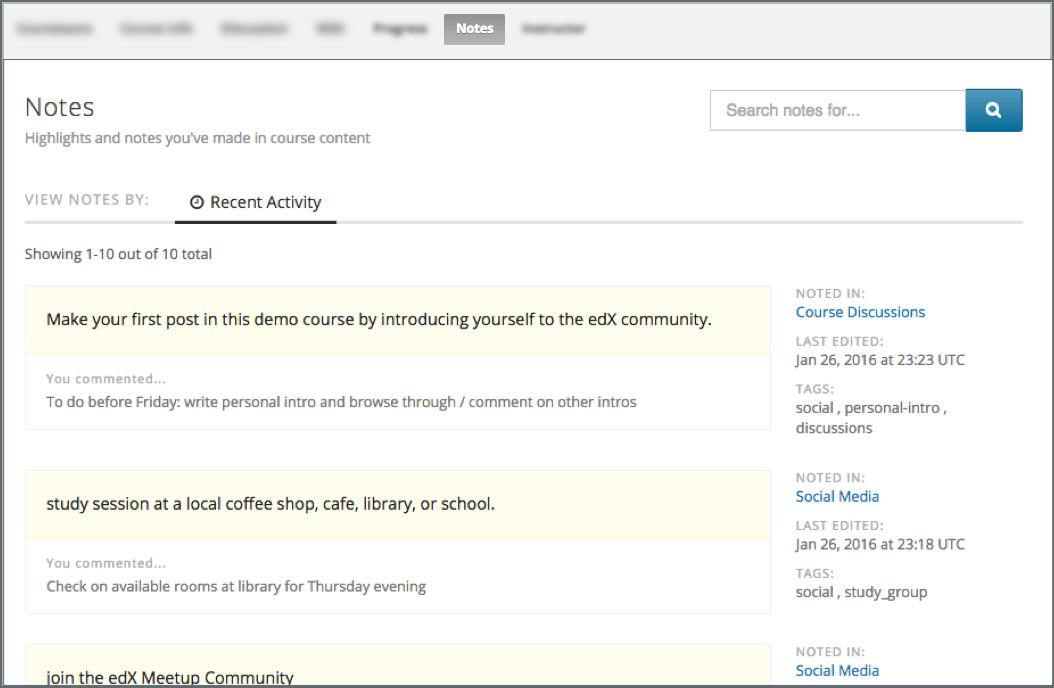 Notes
Notes
Highlights and notes you've made in course content
Search notes for...
VIEW NOTES BY:
Recent Activity
Showing 1-10 out of 10 total
Make your first post in this demo course by introducing yourself to the edX community.
You commented...
To do before Friday: write personal intro and browse through / comment on other intros
NOTED IN:
Course Discussions
LAST EDITED:
Jan 26, 2016 at 23:23 UTC
TAGS:
social , personal-intro ,
discussions
study session at a local coffee shop, cafe, library, or school.
You commented...
Check on available rooms at library for Thursday evening
NOTED IN:
Social Media
LAST EDITED:
Jan 26, 2016 at 23:18 UTC
TAGS:
social , study_group
join the edX Meetup Community
NOTED IN:
Social Media